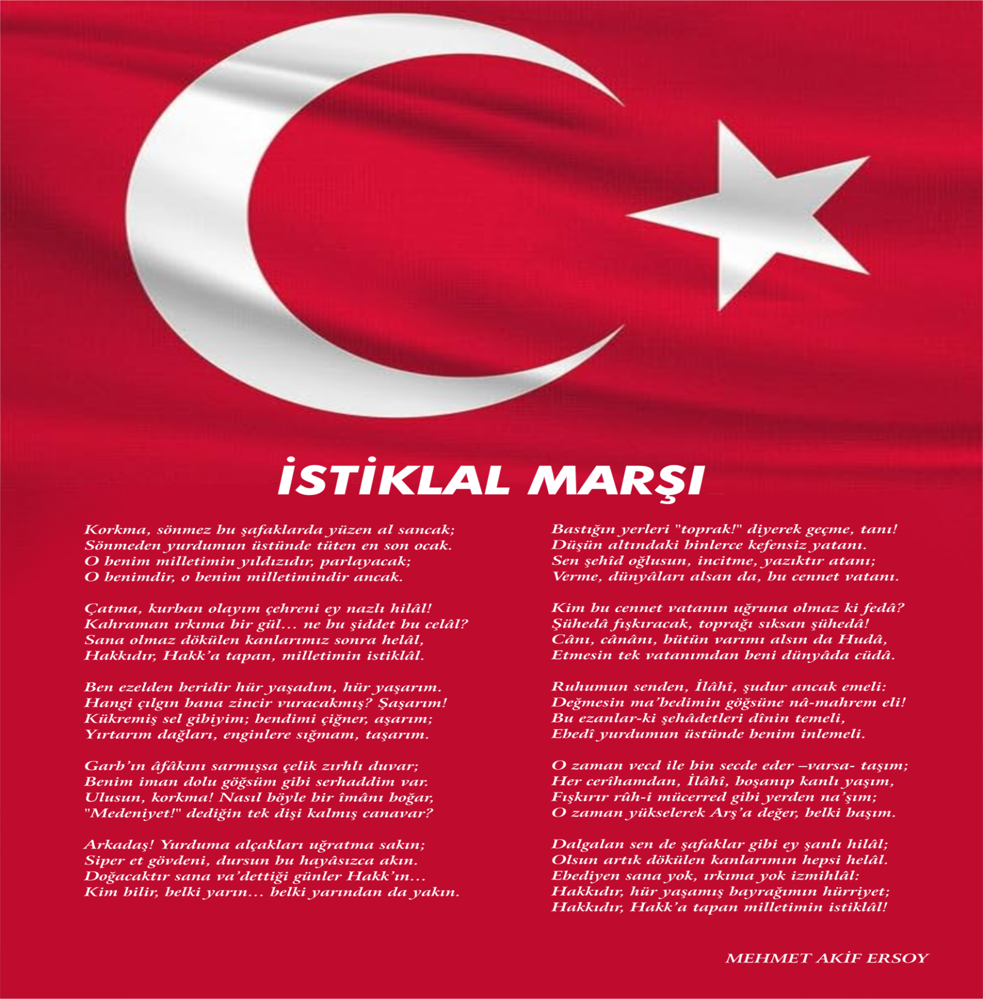 İSTİKLAL MARŞI
Korkma, sönmez bu şafaklarda yüzen al sancak;
Sönmeden yurdumun üstünde tüten en son ocak.
O benim milletimin yıldızıdır, parlayacak;
O benimdir, o benim milletimindir ancak.
Çatma, kurban olayım çehreni ey nazlı hilâl!
Kahraman ırkıma bir gül... ne bu şiddet bu celâl?
Sana olmaz dökülen kanlarımız sonra helâl,
Hakkıdır, Hakk'a tapan, milletimin istiklâl.
Ben ezelden beridir hür yaşadım, hür yaşarım.
Hangi çılgın bana zincir vuracakmış? Şaşarım!
Kükremiş sel gibiyim; bendimi çiğner, aşarım;
Yırtarım dağları, enginlere sığmam, taşarım.
Garb'ın âfâkını sarmışsa çelik zırhlı duvar;
Benim iman dolu göğsüm gibi serhaddim var.
Ulusun, korkma! Nasıl böyle bir îmânı boğar,
"Medeniyet!" dediğin tek dişi kalmış canavar?
Arkadaş! Yurduma alçakları uğratma sakın;
Siper et gövdeni, dursun bu hayâsızca akın.
Doğacaktır sana va'dettiği günler Hakk'ın...
Kim bilir, belki yarın... belki yarından da yakın.
Bastığın yerleri "toprak!" diyerek geçme, tanı!
Düşün altındaki binlerce kefensiz yatanı.
Sen şehîd oğlusun, incitme, yazıktır atanı;
Verme, dünyâları alsan da, bu cennet vatanı.
Kim bu cennet vatanın uğruna olmaz ki fedâ?
Şühedâ fışkıracak, toprağı sıksan şühedâ!
Cânı, cânânı, bütün varımı alsın da Hudâ,
Etmesin tek vatanımdan beni dünyâda cüdâ.
Ruhumun senden, İlâhî, şudur ancak emeli:
Değmesin ma'bedimin göğsüne nâ-mahrem eli!
Bu ezanlar-ki şehâdetleri dînin temeli,
Ebedî yurdumun üstünde benim inlemeli.
O zaman vecd ile bin secde eder –varsa- taşım;
Her cerîhamdan, İlâhî, boşanıp kanlı yaşım,
Fışkırır rûh-i mücerred gibi yerden na'şım;
O zaman yükselerek Arş'a değer, belki başım.
Dalgalan sen de şafaklar gibi ey şanlı hilâl;
Olsun artık dökülen kanlarımın hepsi helâl.
Ebediyen sana yok, ırkıma yok izmihlâl:
Hakkıdır, hür yaşamış bayrağımın hürriyet;
Hakkıdır, Hakk'a tapan milletimin istiklâl!
MEHMET AKİF ERSOY